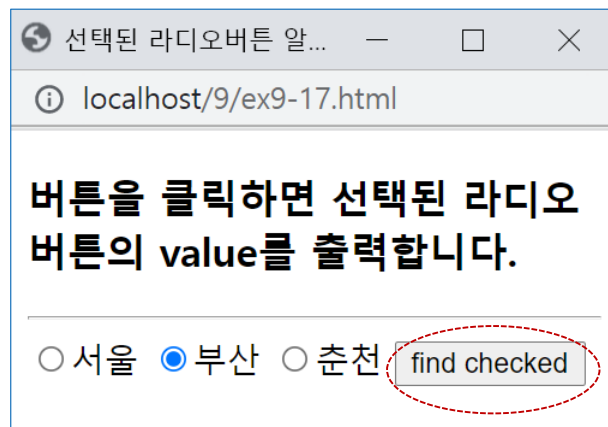 선택된 라디오버튼 알...
localhost/9/ex9-17.html
버튼을 클릭하면 선택된 라디오
버튼의 value를 출력합니다.
서울 부산 춘천 find checked